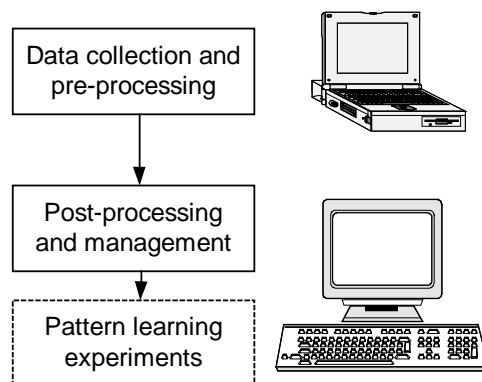 Data collection and
pre-processing
Post-processing
and management
Pattern learning
experiments